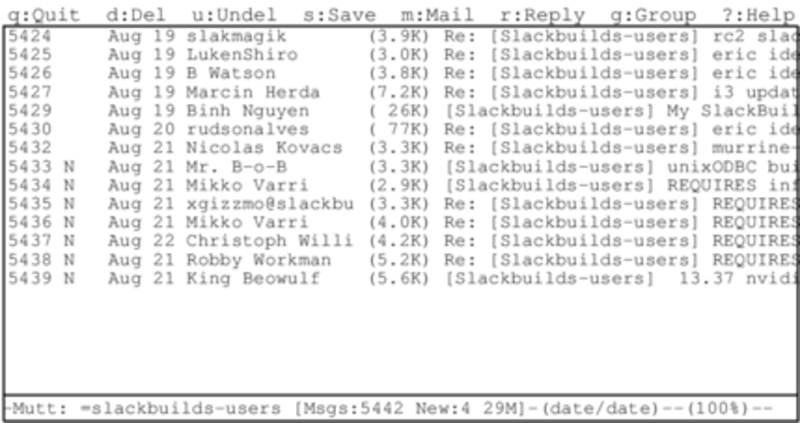 q:Quit  d:Del  u:Undel  s:Save  m:Mail  r:Reply  g:Group  ?:Help
5424     Aug 19 slakmagik        (3.9K) Re: [Slackbuilds-users] rc2 slac
5425     Aug 19 LukenShiro       (3.0K) Re: [Slackbuilds-users] eric ide
5426     Aug 19 B Watson         (3.8K) Re: [Slackbuilds-users] eric ide
5427     Aug 19 Marcin Herda     (7.2K) Re: [Slackbuilds-users] i3 updat
5429     Aug 19 Binh Nguyen      ( 26K) [Slackbuilds-users] My SlackBuil
5430     Aug 20 rudsonalves      ( 77K) Re: [Slackbuilds-users] eric ide
5432     Aug 21 Nicolas Kovacs   (3.3K) Re: [Slackbuilds-users] murrine-
5433 N   Aug 21 Mr. B-o-B        (3.3K) [Slackbuilds-users] unixODBC bui
5434 N   Aug 21 Mikko Varri      (2.9K) [Slackbuilds-users] REQUIRES inf
5435 N   Aug 21 xgizzmo@slackbu  (3.3K) Re: [Slackbuilds-users] REQUIRES
5436 N   Aug 21 Mikko Varri      (4.0K) Re: [Slackbuilds-users] REQUIRES
5437 N   Aug 22 Christoph Willi  (4.2K) Re: [Slackbuilds-users] REQUIRES
5438 N   Aug 21 Robby Workman    (5.2K) Re: [Slackbuilds-users] REQUIRES
5439 N   Aug 21 King Beowulf     (5.6K) [Slackbuilds-users]  13.37 nvidi
-Mutt: =slackbuilds-users [Msgs:5442 New:4 29M]-(date/date)--(100%)--